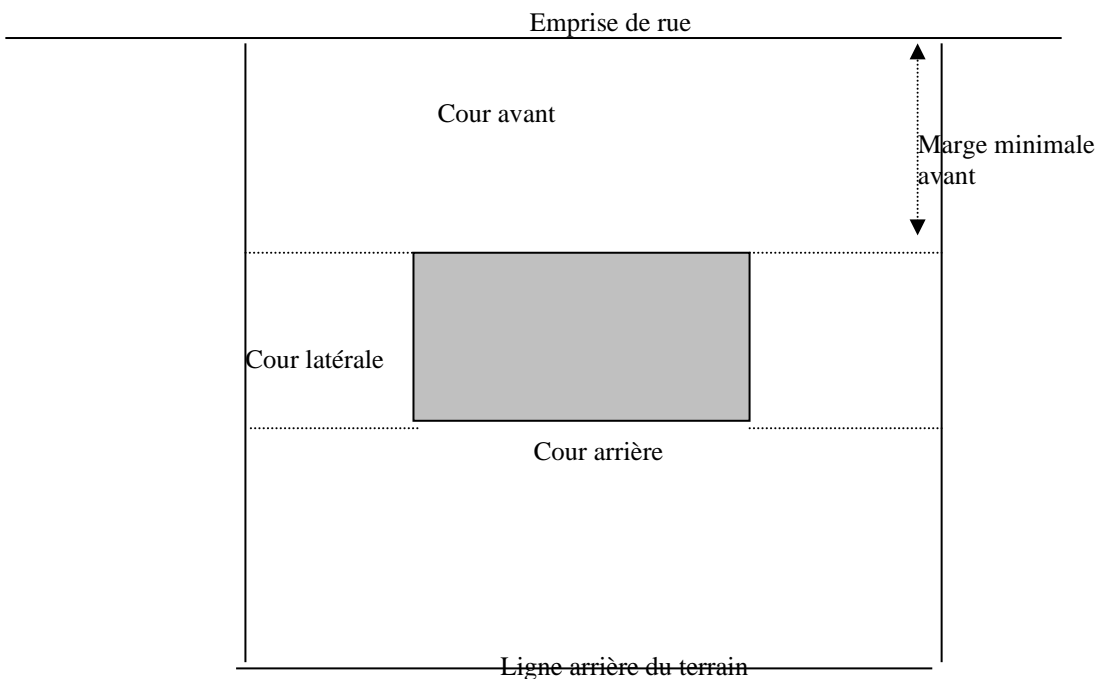 Emprise de rue
Cour avant
Marge minimale
avant
Cour latérale
Cour arrière
Ligne arrière du terrain